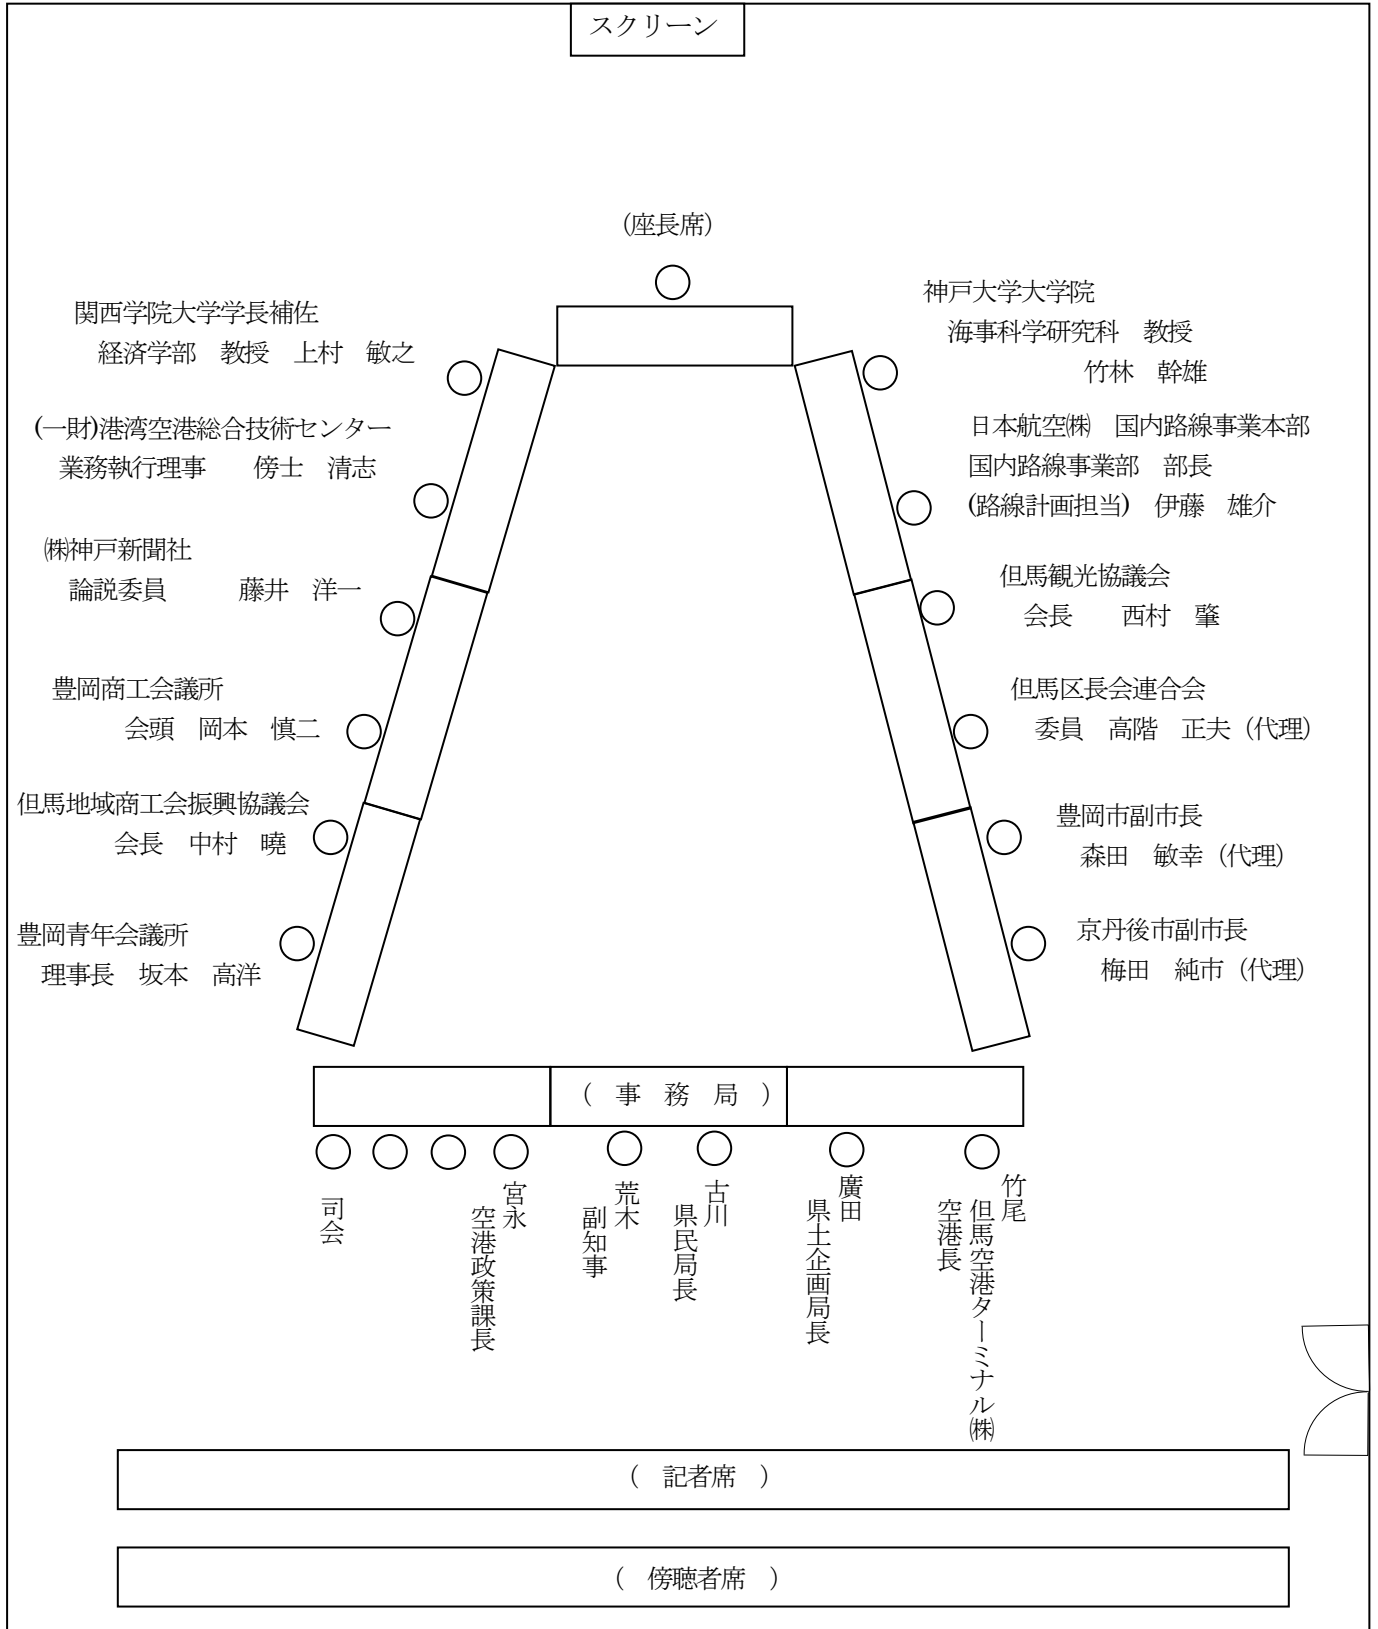 スクリーン
（座長席）
関西学院大学学長補佐
経済学部　教授　上村　敏之
(一財)港湾空港総合技術センター
業務執行理事　　傍士　清志
㈱神戸新聞社
論説委員　　　藤井　洋一
豊岡商工会議所
会頭　岡本　慎二
但馬地域商工会振興協議会
会長　中村　曉
豊岡青年会議所
理事長　坂本　高洋
神戸大学大学院
海事科学研究科　教授
竹林　幹雄
日本航空㈱　国内路線事業本部
国内路線事業部　部長
(路線計画担当)　伊藤　雄介
但馬観光協議会
会長　　西村　肇
但馬区長会連合会
委員　高階　正夫（代理）
豊岡市副市長
森田　敏幸（代理）
京丹後市副市長
梅田　純市（代理）
（　事　務　局　）
司会
宮永
空港政策課長
荒木
副知事
古川
県民局長
廣田
県土企画局長
竹尾
但馬空港ターミナル㈱
空港長
（　記者席　）
（　傍聴者席　）